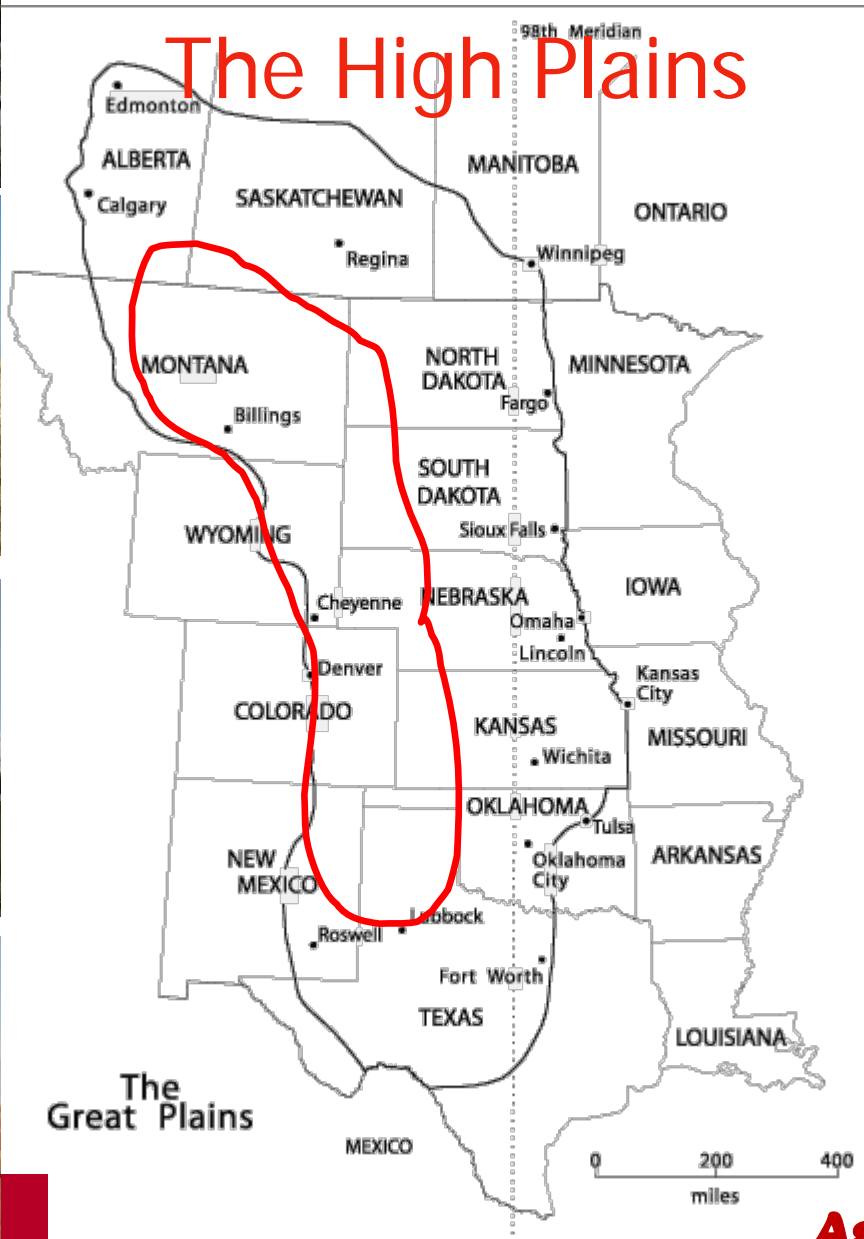 98th Meridian
The High Plains
Edmonton
ALBERTA
MANITOBA
SASKATCHEWAN
Calgary
ONTARIO
Regina
Winnipeg
MONTANA
NORTH
DAKOTA
MINNESOTA
Fargo
Billings
SOUTH
DAKOTA
WYOMING
Sioux Falls
NEBRASKA
IOWA
Cheyenne
Omaha
Lincoln
Denver
Kansas
City
COLORADO
KANSAS
MISSOURI
Wichita
OKLAHOMA
Tulsa
NEW
MEXICO
Oklahoma
City
ARKANSAS
Lubbock
Roswell
Fort Worth
TEXAS
LOUISIANA
The
Great Plains
MEXICO
0 200 400
miles